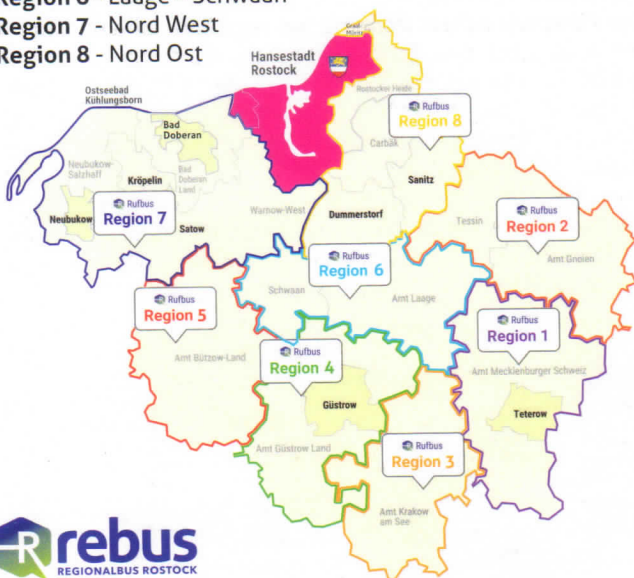 Region 6 - Laage - Schwaan
Region 7 - Nord West
Region 8 - Nord Ost
Hansestadt
Rostock
Ostseebad
Kühlungsborn
Rostocker Heide
Bad
Doberan
Rufbus
Region 8
Carbäk
Neubukow-
Salzhaff
Bad
Doberan
Land
Kröpelin
Sanitz
Rufbus
Region 7
Neubukow
Satow
Warnow-West
Dummerstorf
Tessin
Rufbus
Region 2
Amt Gnoien
Rufbus
Region 6
Schwaan
Amt Laage
Rufbus
Region 5
Amt Bützow-Land
Rufbus
Region 1
Amt Mecklenburger Schweiz
Rufbus
Region 4
Güstrow
Teterow
Amt Güstrow Land
Rufbus
Region 3
Amt Krakow
am See
R rebus
REGIONALBUS ROSTOCK